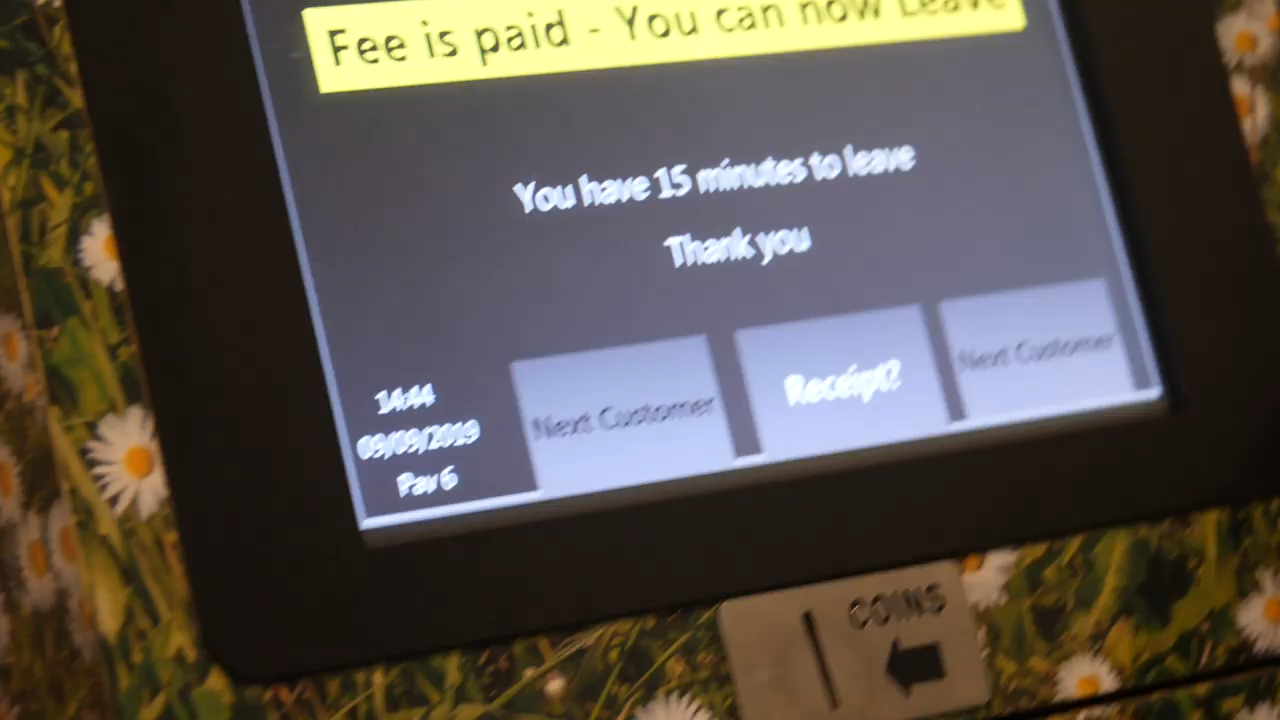 Fee is paid - You can now Leave
You have 15 minutes to leave
Thank you
14:44
09/09/2019
Pay 6
Next Customer
Receipt?
Next Customer
COINS